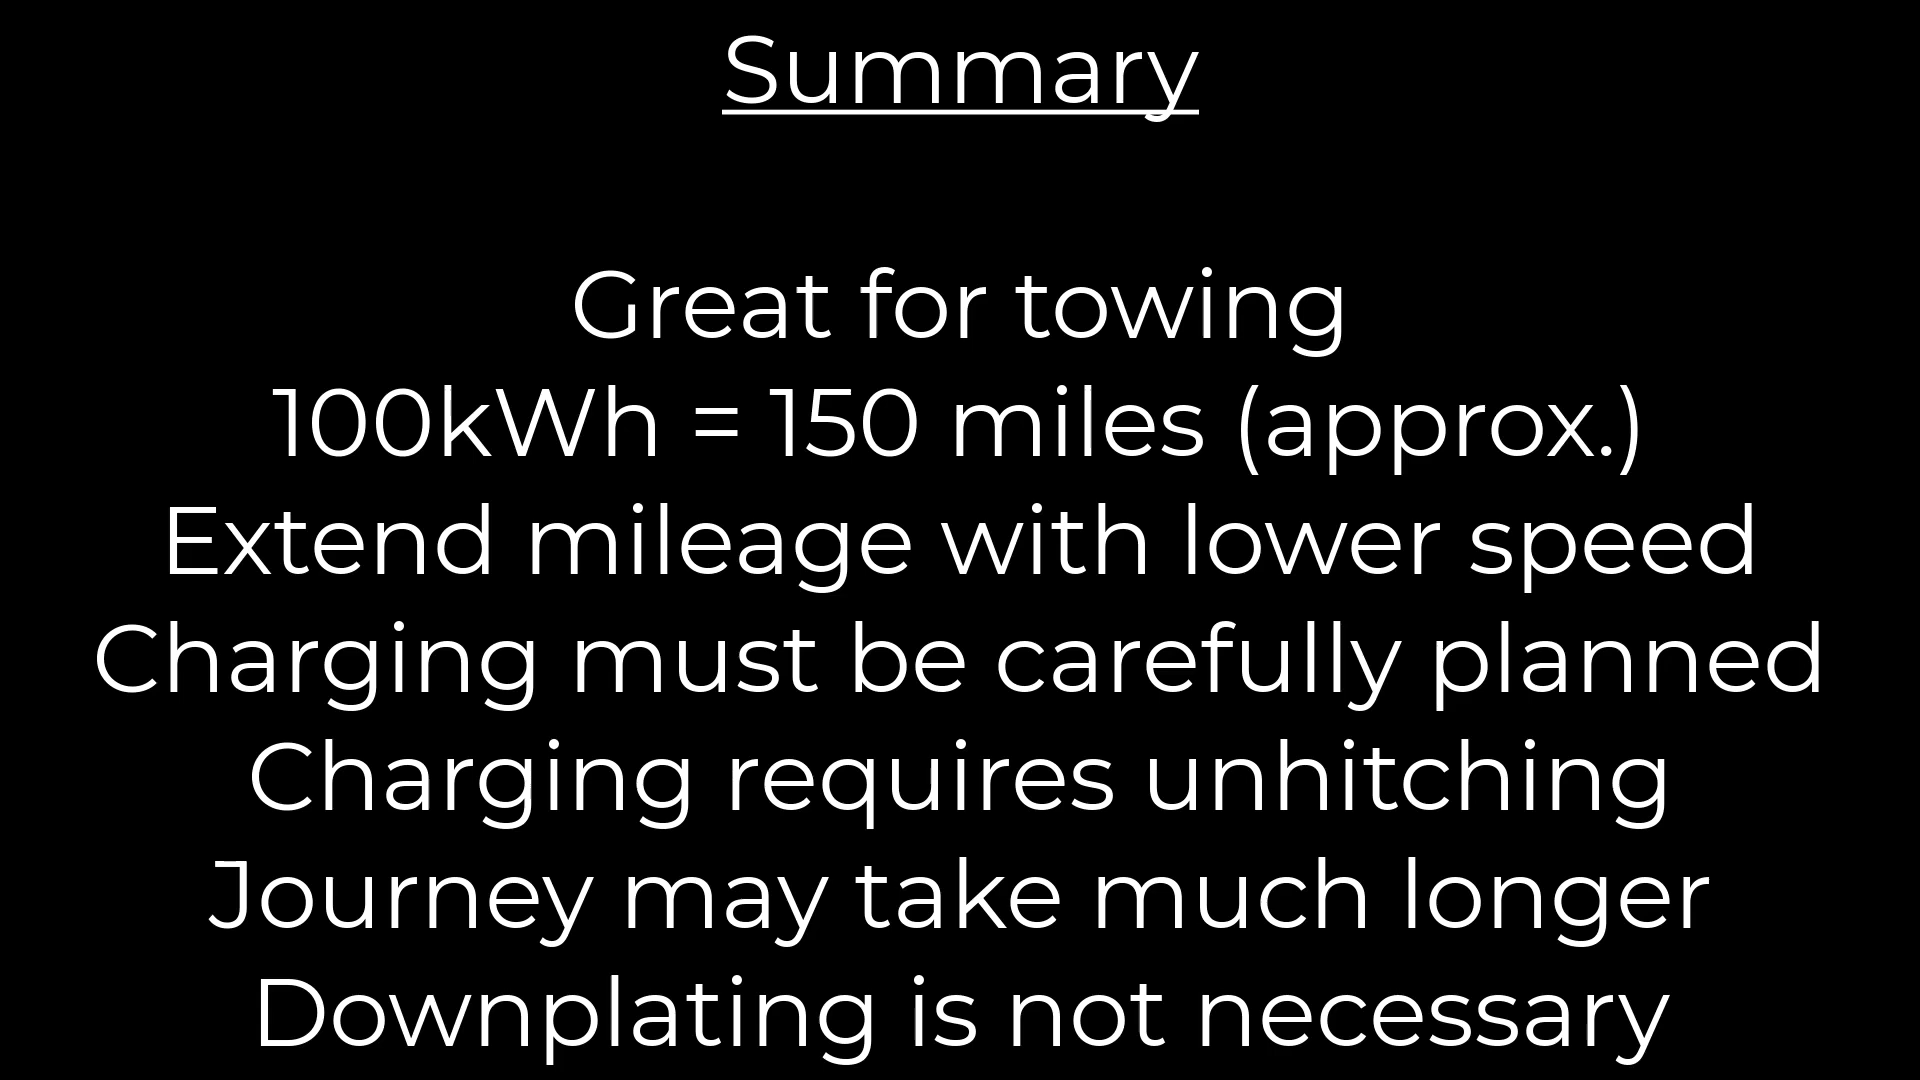 Summary
Great for towing
100kWh = 150 miles (approx.)
Extend mileage with lower speed
Charging must be carefully planned
Charging requires unhitching
Journey may take much longer
Downplating is not necessary